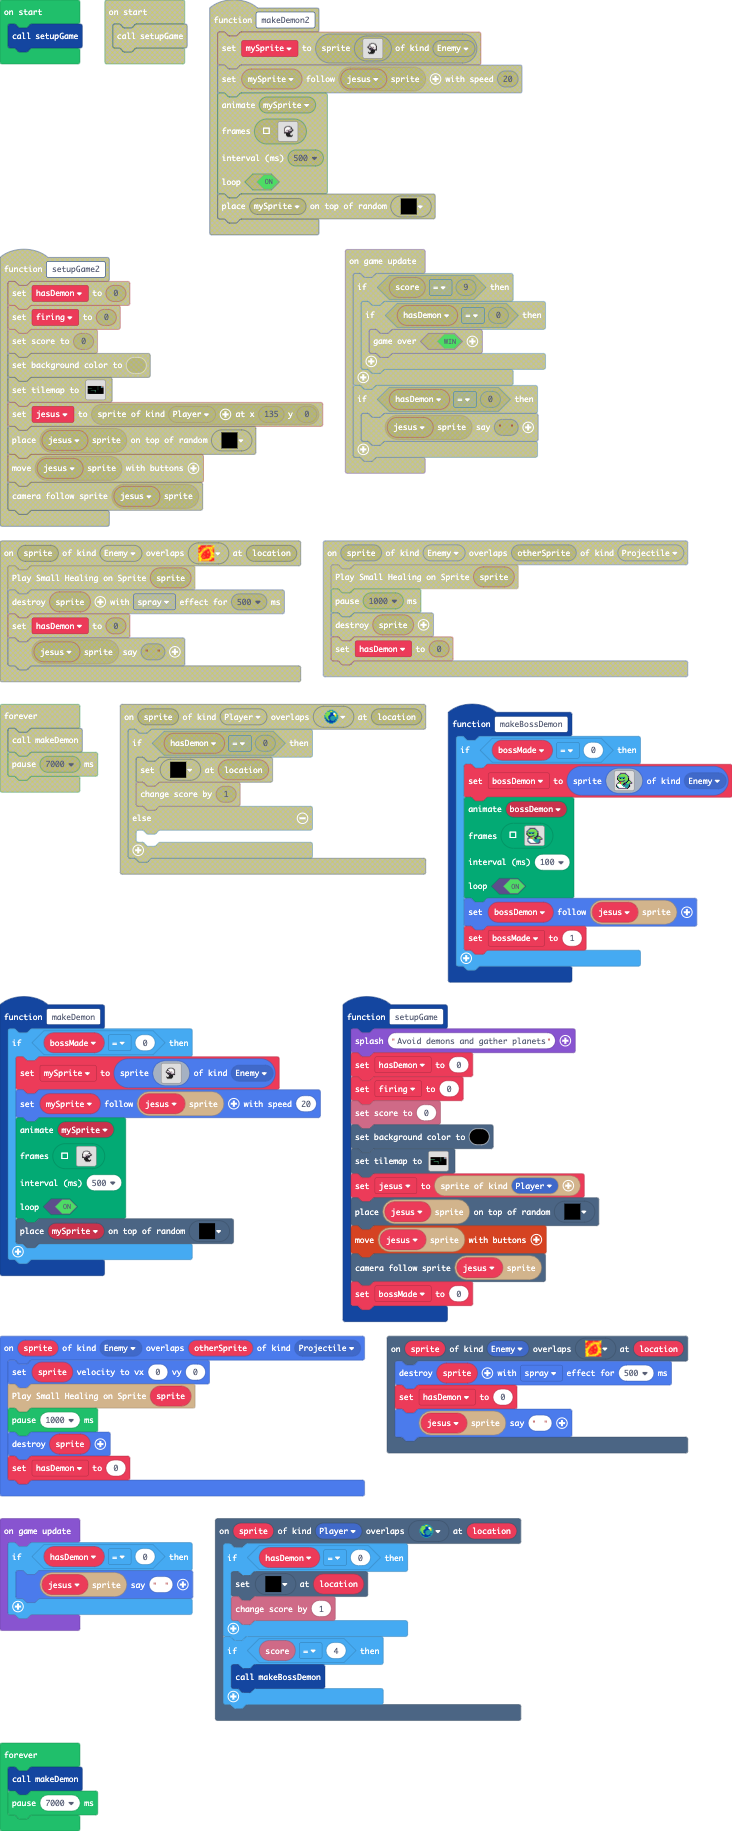 on start
call setupGame
on start
call setupGame
function makeDemon2
set mySprite to sprite of kind Enemy
set mySprite follow jesus sprite with speed 20
animate mySprite
frames
interval (ms) 500
loop ON
place mySprite on top of random
function setupGame2
set hasDemon to 0
set firing to 0
set score to 0
set background color to
set tilemap to
set jesus to sprite of kind Player at x 135 y 0
place jesus sprite on top of random
move jesus sprite with buttons
camera follow sprite jesus sprite
on game update
if score = 9 then
if hasDemon = 0 then
game over WIN
if hasDemon = 0 then
jesus sprite say " "
on sprite of kind Enemy overlaps at location
Play Small Healing on Sprite sprite
destroy sprite with spray effect for 500 ms
set hasDemon to 0
jesus sprite say " "
on sprite of kind Enemy overlaps otherSprite of kind Projectile
Play Small Healing on Sprite sprite
pause 1000 ms
destroy sprite
set hasDemon to 0
forever
call makeDemon
pause 7000 ms
on sprite of kind Player overlaps at location
if hasDemon = 0 then
set at location
change score by 1
else
function makeBossDemon
if bossMade = 0 then
set bossDemon to sprite of kind Enemy
animate bossDemon
frames
interval (ms) 100
loop ON
set bossDemon follow jesus sprite
set bossMade to 1
function makeDemon
if bossMade = 0 then
set mySprite to sprite of kind Enemy
set mySprite follow jesus sprite with speed 20
animate mySprite
frames
interval (ms) 500
loop ON
place mySprite on top of random
function setupGame
splash "Avoid demons and gather planets"
set hasDemon to 0
set firing to 0
set score to 0
set background color to
set tilemap to
set jesus to sprite of kind Player
place jesus sprite on top of random
move jesus sprite with buttons
camera follow sprite jesus sprite
set bossMade to 0
on sprite of kind Enemy overlaps otherSprite of kind Projectile
set sprite velocity to vx 0 vy 0
Play Small Healing on Sprite sprite
pause 1000 ms
destroy sprite
set hasDemon to 0
on sprite of kind Enemy overlaps at location
destroy sprite with spray effect for 500 ms
set hasDemon to 0
jesus sprite say " "
on game update
if hasDemon = 0 then
jesus sprite say " "
on sprite of kind Player overlaps at location
if hasDemon = 0 then
set at location
change score by 1
if score = 4 then
call makeBossDemon
forever
call makeDemon
pause 7000 ms